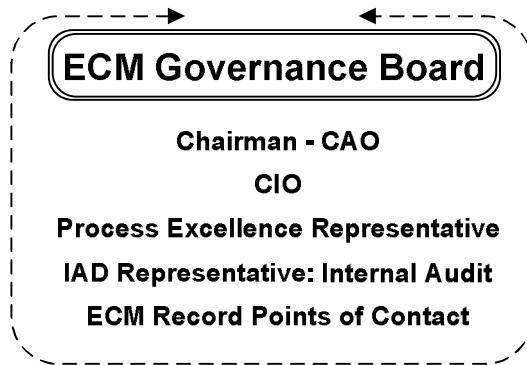 ECM Governance Board
Chairman - CAO
CIO
Process Excellence Representative
IAD Representative: Internal Audit
ECM Record Points of Contact